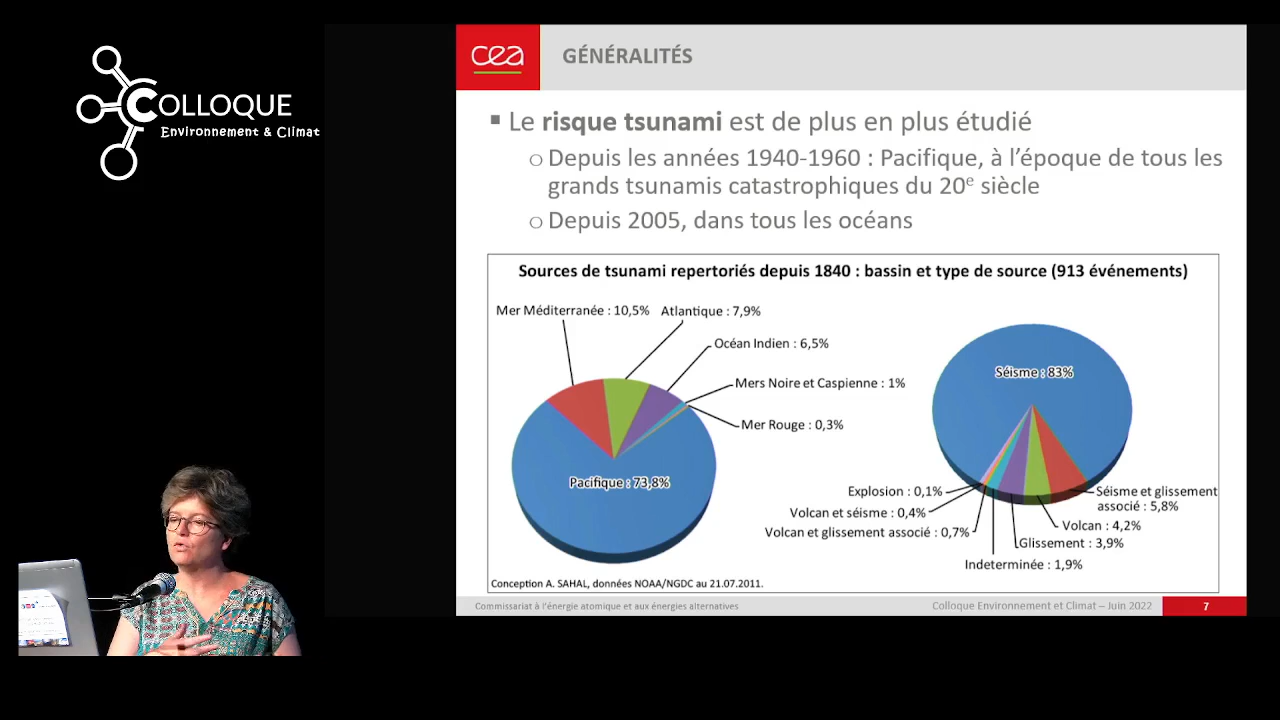 COLLOQUE
Environnement & Climat
cea
GÉNÉRALITÉS
▪ Le risque tsunami est de plus en plus étudié
o Depuis les années 1940-1960 : Pacifique, à l'époque de tous les
grands tsunamis catastrophiques du 20e siècle
o Depuis 2005, dans tous les océans
Sources de tsunami repertoriés depuis 1840 : bassin et type de source (913 événements)
Mer Méditerranée : 10,5%
Atlantique : 7,9%
Océan Indien : 6,5%
Mers Noire et Caspienne : 1%
Mer Rouge : 0,3%
Pacifique : 73,8%
Séisme : 83%
Explosion : 0,1%
Volcan et séisme : 0,4%
Volcan et glissement associé : 0,7%
Séisme et glissement
associé : 5,8%
Volcan : 4,2%
Glissement : 3,9%
Indeterminée : 1,9%
Conception A. SAHAL, données NOAA/NGDC au 21.07.2011.
Commissariat à l'énergie atomique et aux énergies alternatives
Colloque Environnement et Climat – Juin 2022
7